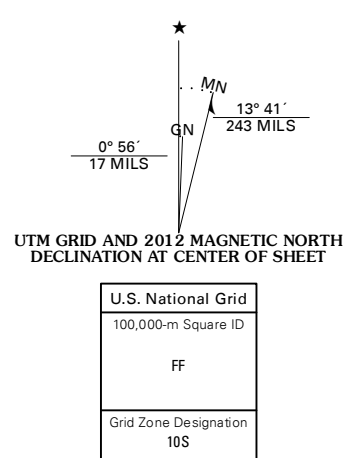 ★
MN
GN
13° 41´
243 MILS
0° 56´
17 MILS
UTM GRID AND 2012 MAGNETIC NORTH
DECLINATION AT CENTER OF SHEET
U.S. National Grid
100,000-m Square ID
FF
Grid Zone Designation
10S